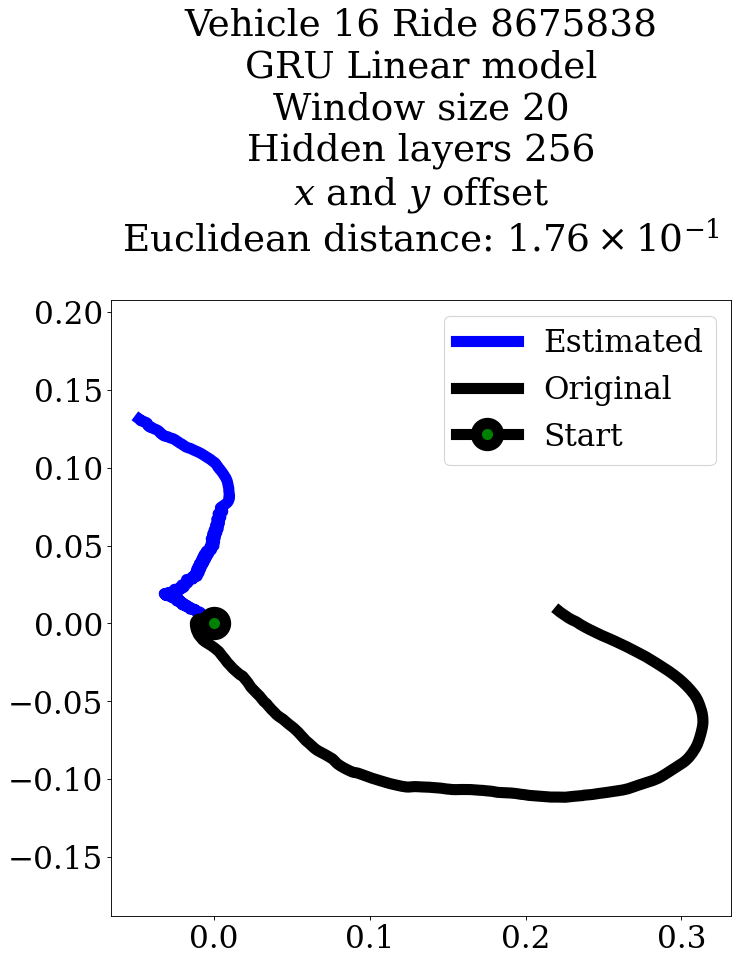 Vehicle 16 Ride 8675838
GRU Linear model
Window size 20
Hidden layers 256
x and y offset
Euclidean distance: 1.76 × 10⁻¹
0.20
0.15
0.10
0.05
0.00
−0.05
−0.10
−0.15
Estimated
Original
Start
0.0 0.1 0.2 0.3